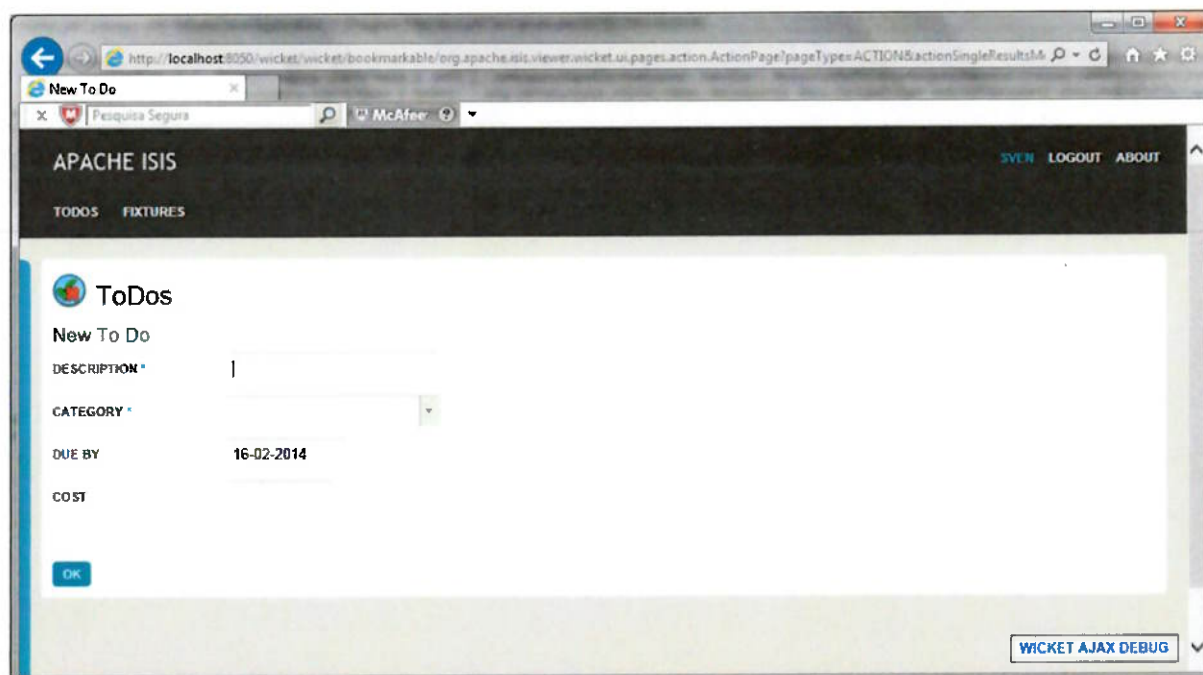 http://localhost:8050/wicket/wicket/bookmarkable/org.apache.isis.viewer.wicket.ui.pages.action.ActionPage?pageType=ACTION&actionSingleResultsMo
New To Do
x Pesquisa Segura McAfee
APACHE ISIS SVEN LOGOUT ABOUT
TODOS FIXTURES
ToDos
New To Do
DESCRIPTION *
CATEGORY *
DUE BY 16-02-2014
COST
OK
WICKET AJAX DEBUG